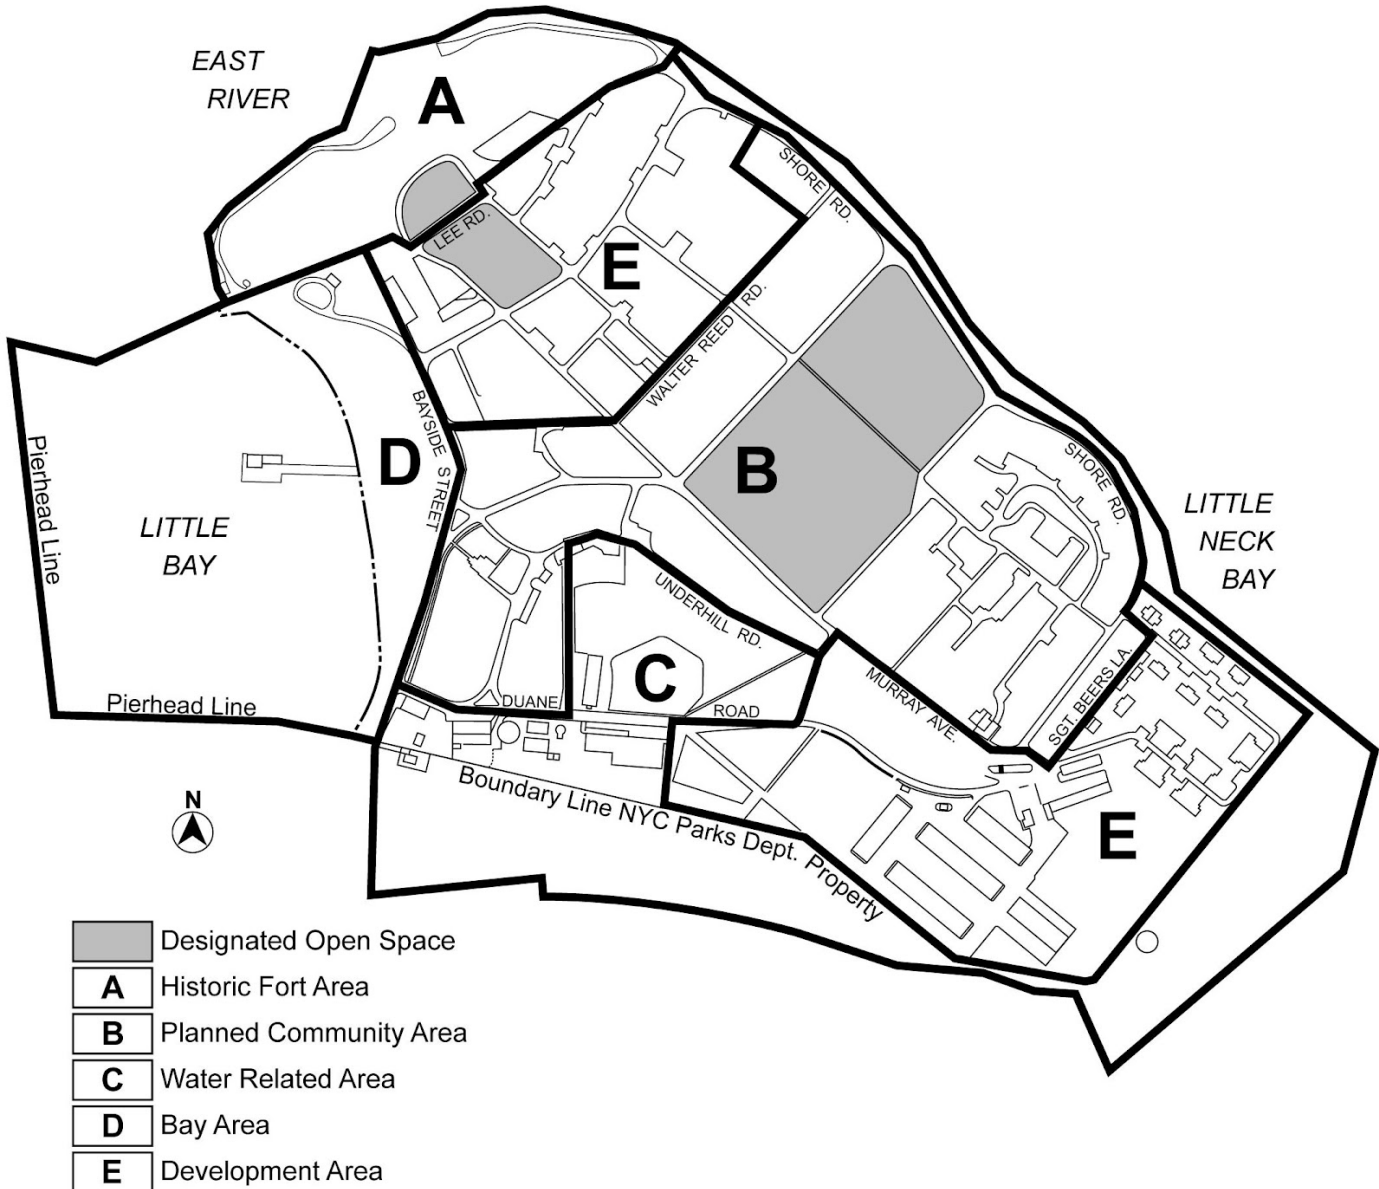 EAST
RIVER
A
SHORE RD.
LEE RD.
E
WALTER REED RD.
BAYSIDE STREET
D
B
SHORE RD.
Pierhead Line
LITTLE
BAY
LITTLE
NECK
BAY
UNDERHILL RD.
C
MURRAY AVE.
SGT. BEERS LA.
Pierhead Line
DUANE ROAD
Boundary Line NYC Parks Dept. Property
N
E
Designated Open Space
A Historic Fort Area
B Planned Community Area
C Water Related Area
D Bay Area
E Development Area